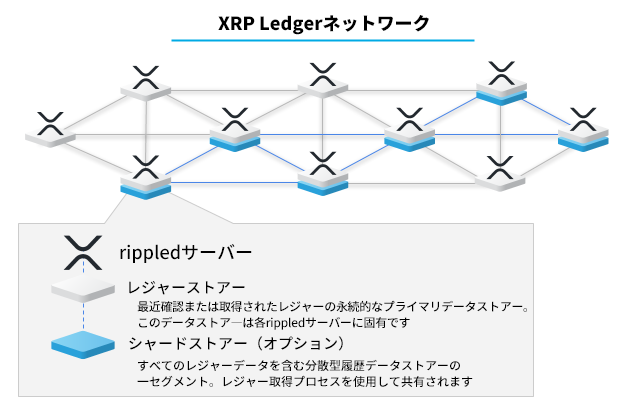 XRP Ledgerネットワーク
rippledサーバー
レジャーストアー
最近確認または取得されたレジャーの永続的なプライマリデータストアー。
このデータストアーは各rippledサーバーに固有です
シャードストアー（オプション）
すべてのレジャーデータを含む分散型履歴データストアーの
一セグメント。レジャー取得プロセスを使用して共有されます